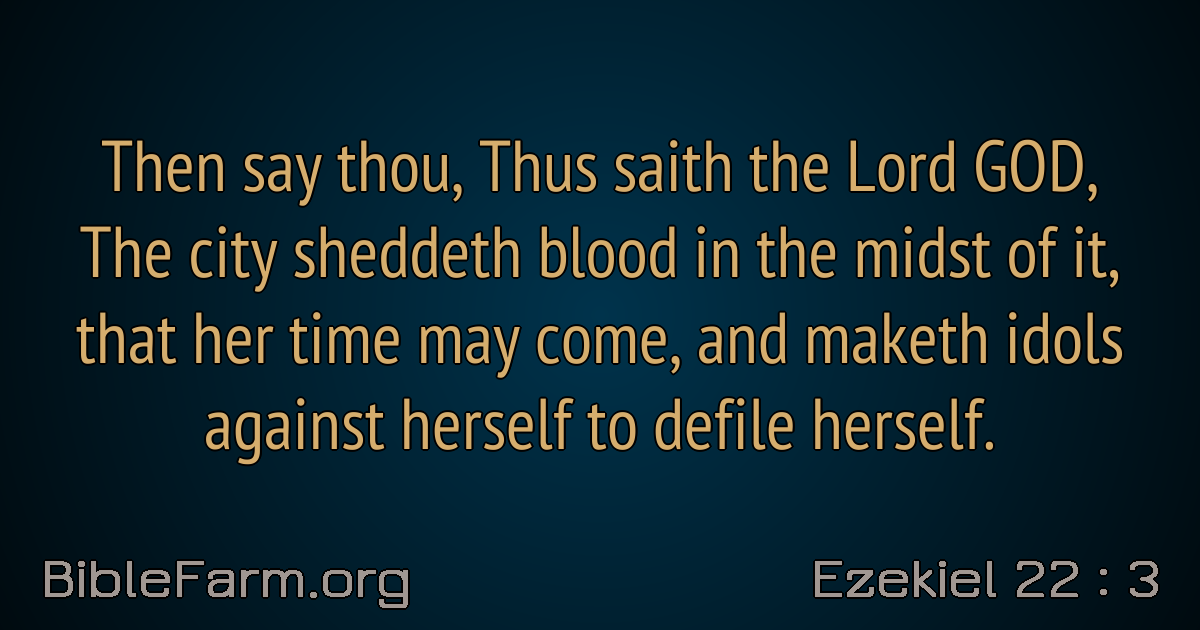 Then say thou, Thus saith the Lord GOD,
The city sheddeth blood in the midst of it,
that her time may come, and maketh idols
against herself to defile herself.
BibleFarm.org
Ezekiel 22 : 3